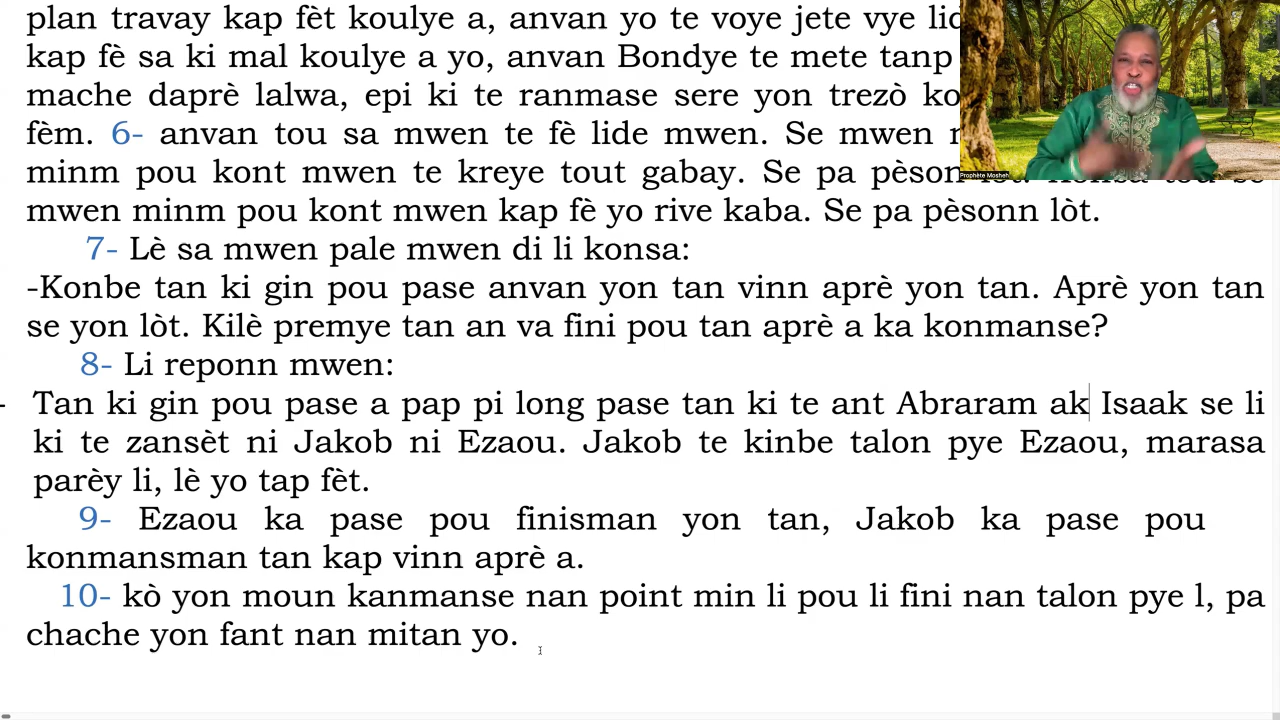 plan travay kap fèt koulye a, anvan yo te voye jete vye
kap fè sa ki mal koulye a yo, anvan Bondye te mete tanp
mache daprè lalwa, epi ki te ranmase sere yon trezò
fèm. 6- anvan tou sa mwen te fè lide mwen. Se mwen
minm pou kont mwen te kreye tout gabay. Se pa
mwen minm pou kont mwen kap fè yo rive kaba. Se pa pèsonn lòt.
7- Lè sa mwen pale mwen di li konsa:
-Konbe tan ki gin pou pase anvan yon tan vinn aprè yon tan. Aprè yon tan
se yon lòt. Kilè premye tan an va fini pou tan aprè a ka konmanse?
8- Li reponn mwen:
- Tan ki gin pou pase a pap pi long pase tan ki te ant Abraram ak Isaak se li
ki te zansèt ni Jakob ni Ezaou. Jakob te kinbe talon pye Ezaou, marasa
parèy li, lè yo tap fèt.
9- Ezaou ka pase pou finisman yon tan, Jakob ka pase pou
konmansman tan kap vinn aprè a.
10- kò yon moun kanmanse nan point min li pou li fini nan talon pye l, pa
chache yon fant nan mitan yo.
Prophète Mosheh